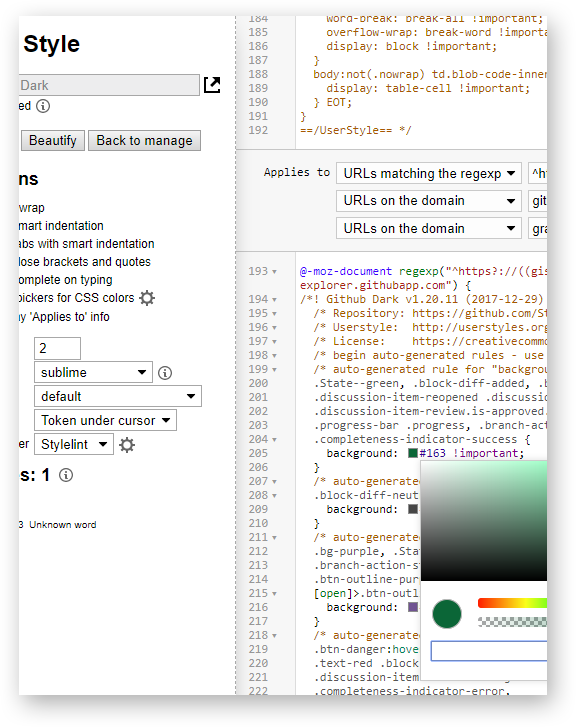 Style
Dark
ed
Beautify
Back to manage
ns
wrap
mart indentation
abs with smart indentation
lose brackets and quotes
omplete on typing
pickers for CSS colors
y 'Applies to' info
2
sublime
default
Token under cursor
er Stylelint
s: 1
3 Unknown word
184 word-break: break-all !important;
185 overflow-wrap: break-word !importa
186 display: block !important;
187 }
188 body:not(.nowrap) td.blob-code-inner
189 display: table-cell !important;
190 } EOT;
191 }
192 ==/UserStyle== */
Applies to URLs matching the regexp ^h
URLs on the domain git
URLs on the domain gra
193 @-moz-document regexp("^https?://((gis
explorer.githubapp.com") {
194 /*! Github Dark v1.20.11 (2017-12-29)
195 /* Repository: https://github.com/St
196 /* Userstyle: http://userstyles.org
197 /* License: https://creativecommo
198 /* begin auto-generated rules - use
199 /* auto-generated rule for "backgrou
200 .State--green, .block-diff-added, .b
201 .discussion-item-reopened .discussio
202 .discussion-item-review.is-approved
203 .progress-bar .progress, .branch-act
204 .completeness-indicator-success {
205 background: #163 !important;
206 }
207 /* auto-generated
208 .block-diff-neut
209 background:
210 }
211 /* auto-generated
212 .bg-purple, .Sta
213 .branch-action-s
214 .btn-outline-pur
215 [open]>.btn-outl
216 background:
217 }
218 /* auto-generated
219 .btn-danger:hove
220 .text-red .block
221 .discussion-item
222 .completeness-indicator-error,